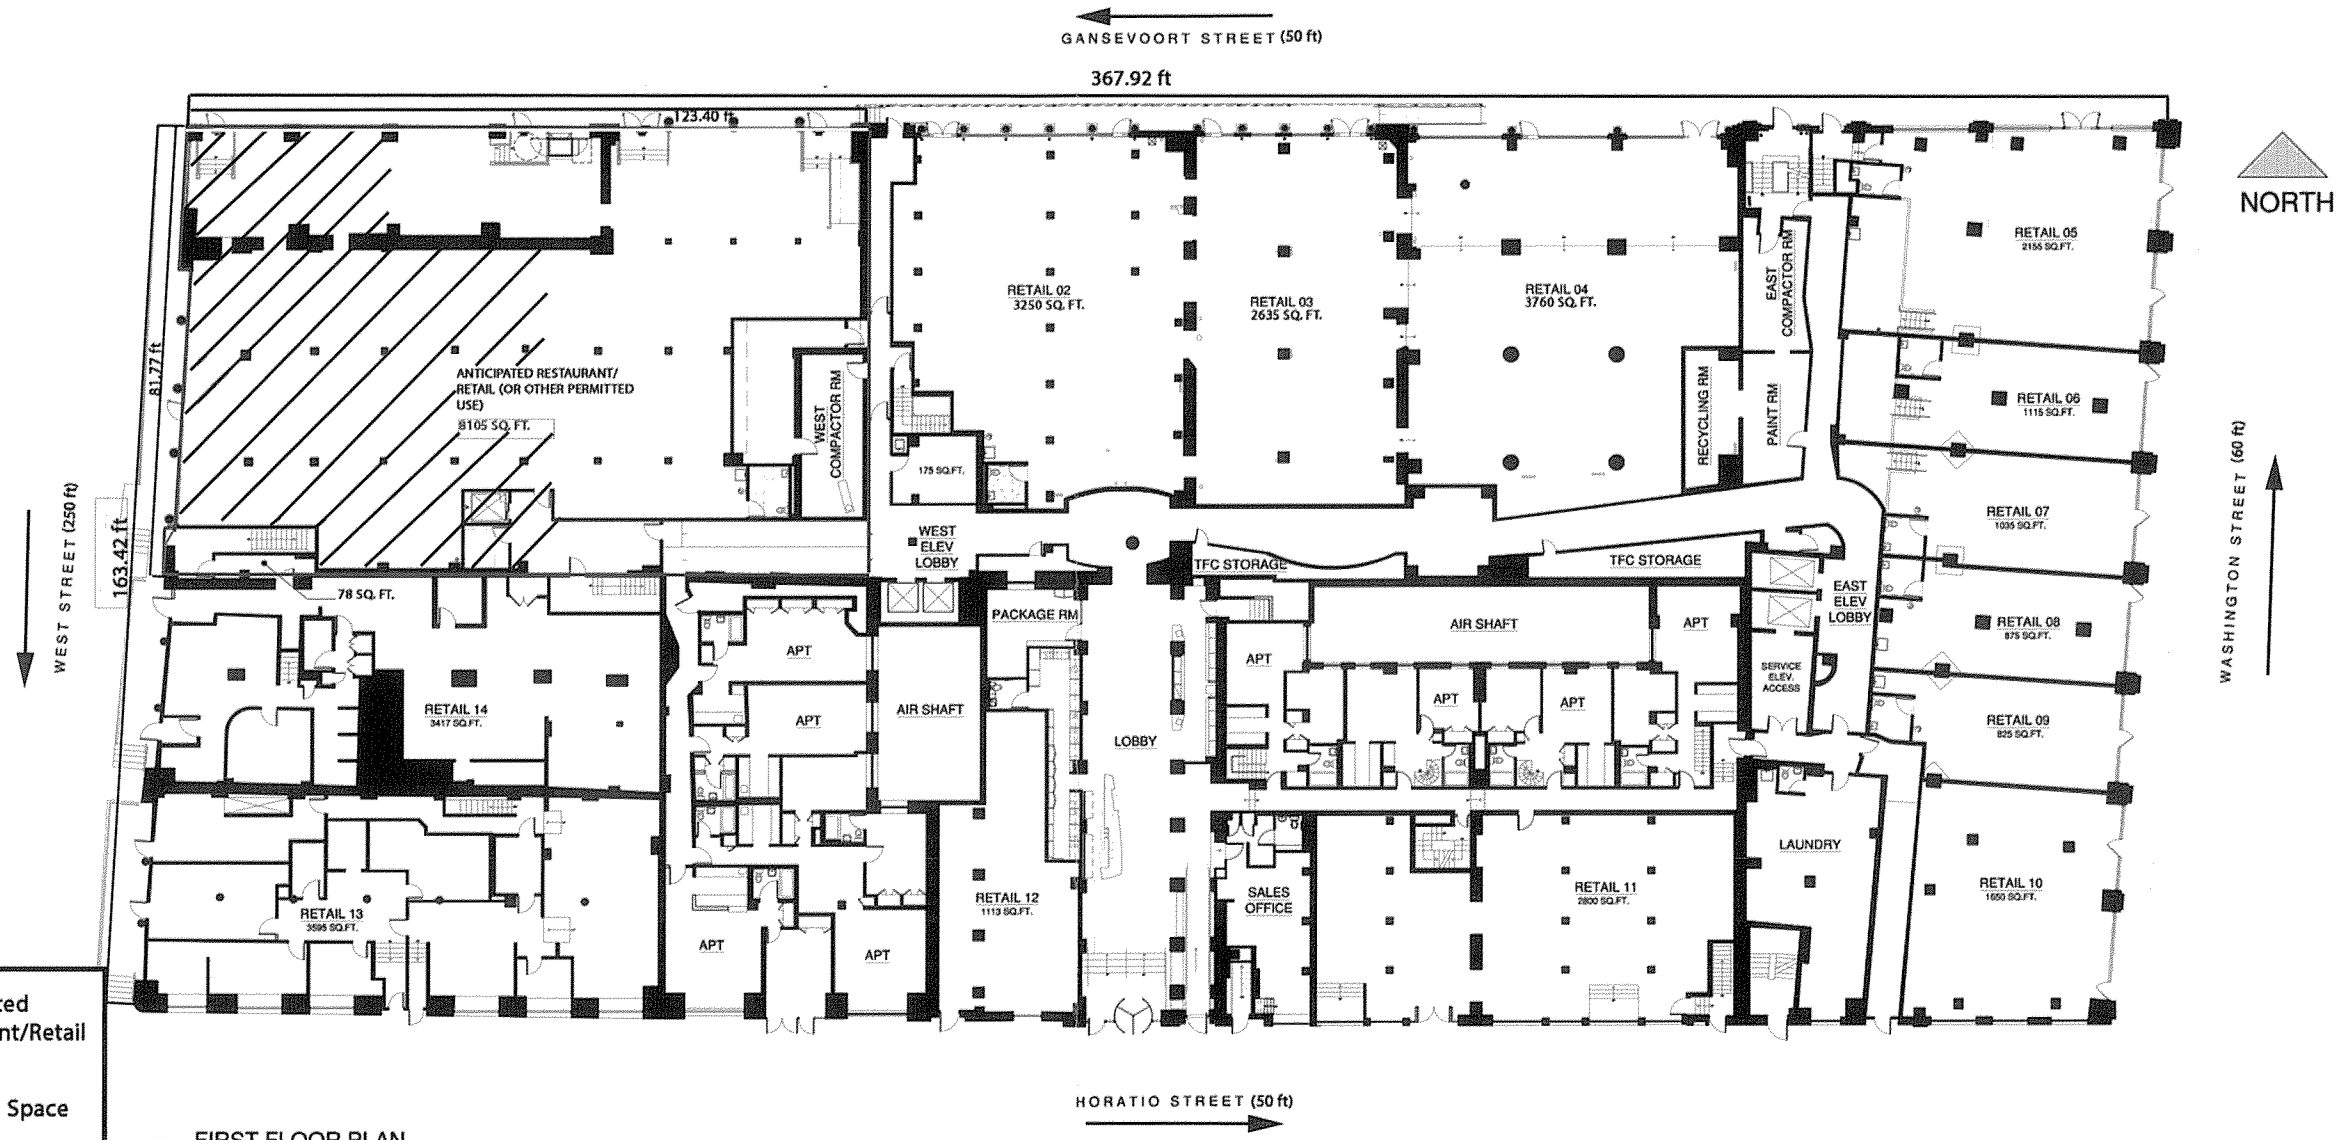 GANSEVOORT STREET (50 ft)
367.92 ft
123.40 ft
NORTH
81.77 ft
WEST STREET (250 ft)
163.42 ft
WASHINGTON STREET (60 ft)
ANTICIPATED RESTAURANT/
RETAIL (OR OTHER PERMITTED
USE)
8105 SQ. FT.
WEST
COMPACTOR RM
RETAIL 02
3250 SQ. FT.
RETAIL 03
2635 SQ. FT.
RETAIL 04
3760 SQ. FT.
EAST
COMPACTOR RM
RECYCLING RM
PAINT RM
RETAIL 05
2155 SQ.FT.
RETAIL 06
1115 SQ.FT.
RETAIL 07
1035 SQ.FT.
RETAIL 08
875 SQ.FT.
RETAIL 09
825 SQ.FT.
RETAIL 10
1650 SQ.FT.
175 SQ.FT.
WEST
ELEV
LOBBY
TFC STORAGE
TFC STORAGE
EAST
ELEV
LOBBY
SERVICE
ELEV.
ACCESS
78 SQ. FT.
PACKAGE RM
AIR SHAFT
AIR SHAFT
APT
APT
APT
APT
APT
APT
APT
APT
LOBBY
RETAIL 14
3417 SQ.FT.
RETAIL 13
3595 SQ.FT.
RETAIL 12
1113 SQ.FT.
SALES
OFFICE
RETAIL 11
2800 SQ.FT.
LAUNDRY
HORATIO STREET (50 ft)
ted
nt/Retail
Space
FIRST FLOOR PLAN